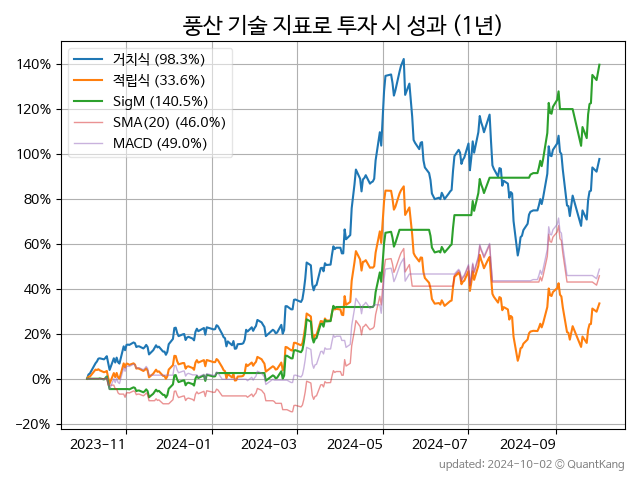 풍산 기술 지표로 투자 시 성과 (1년)
거치식 (98.3%)
적립식 (33.6%)
SigM (140.5%)
SMA(20) (46.0%)
MACD (49.0%)
140%
120%
100%
80%
60%
40%
20%
0%
−20%
2023-11 2024-01 2024-03 2024-05 2024-07 2024-09
updated: 2024-10-02 © QuantKang